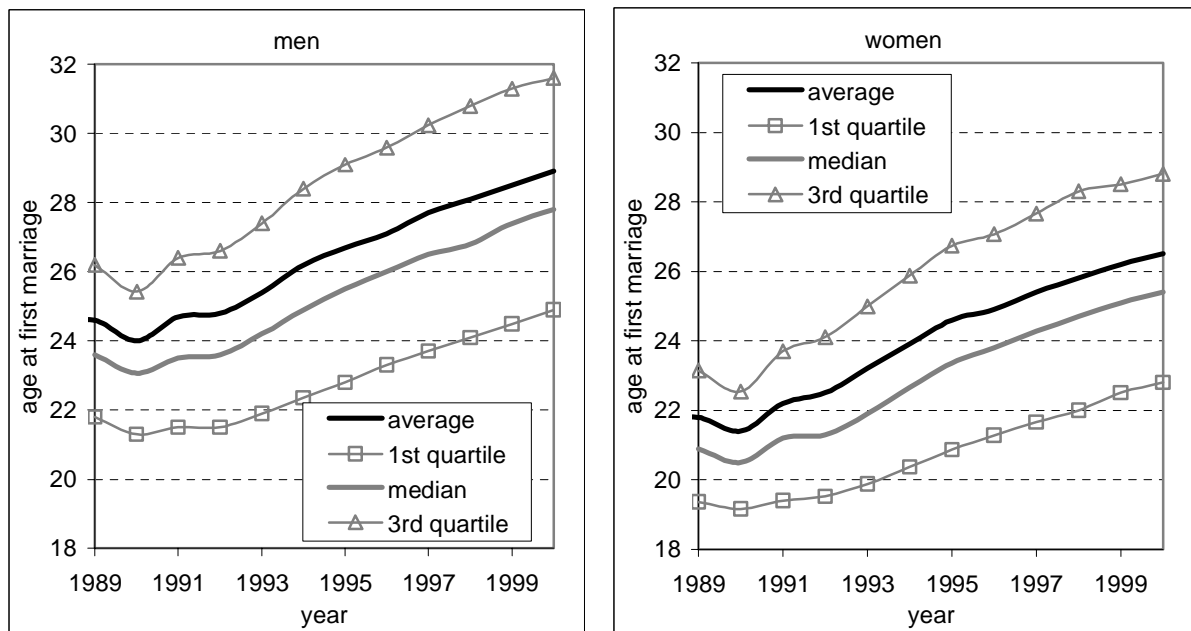 men
32
30
28
26
24
22
20
18
age at first marriage
average
1st quartile
median
3rd quartile
1989 1991 1993 1995 1997 1999
year
women
32
30
28
26
24
22
20
18
age at first marriage
average
1st quartile
median
3rd quartile
1989 1991 1993 1995 1997 1999
year